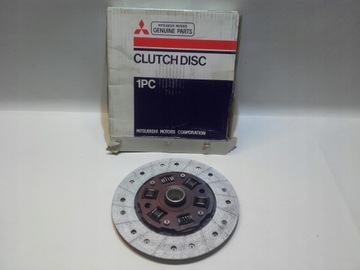 MITSUBISHI MOTORS
GENUINE PARTS
CLUTCH DISC
1PC
MITSUBISHI MOTORS CORPORATION